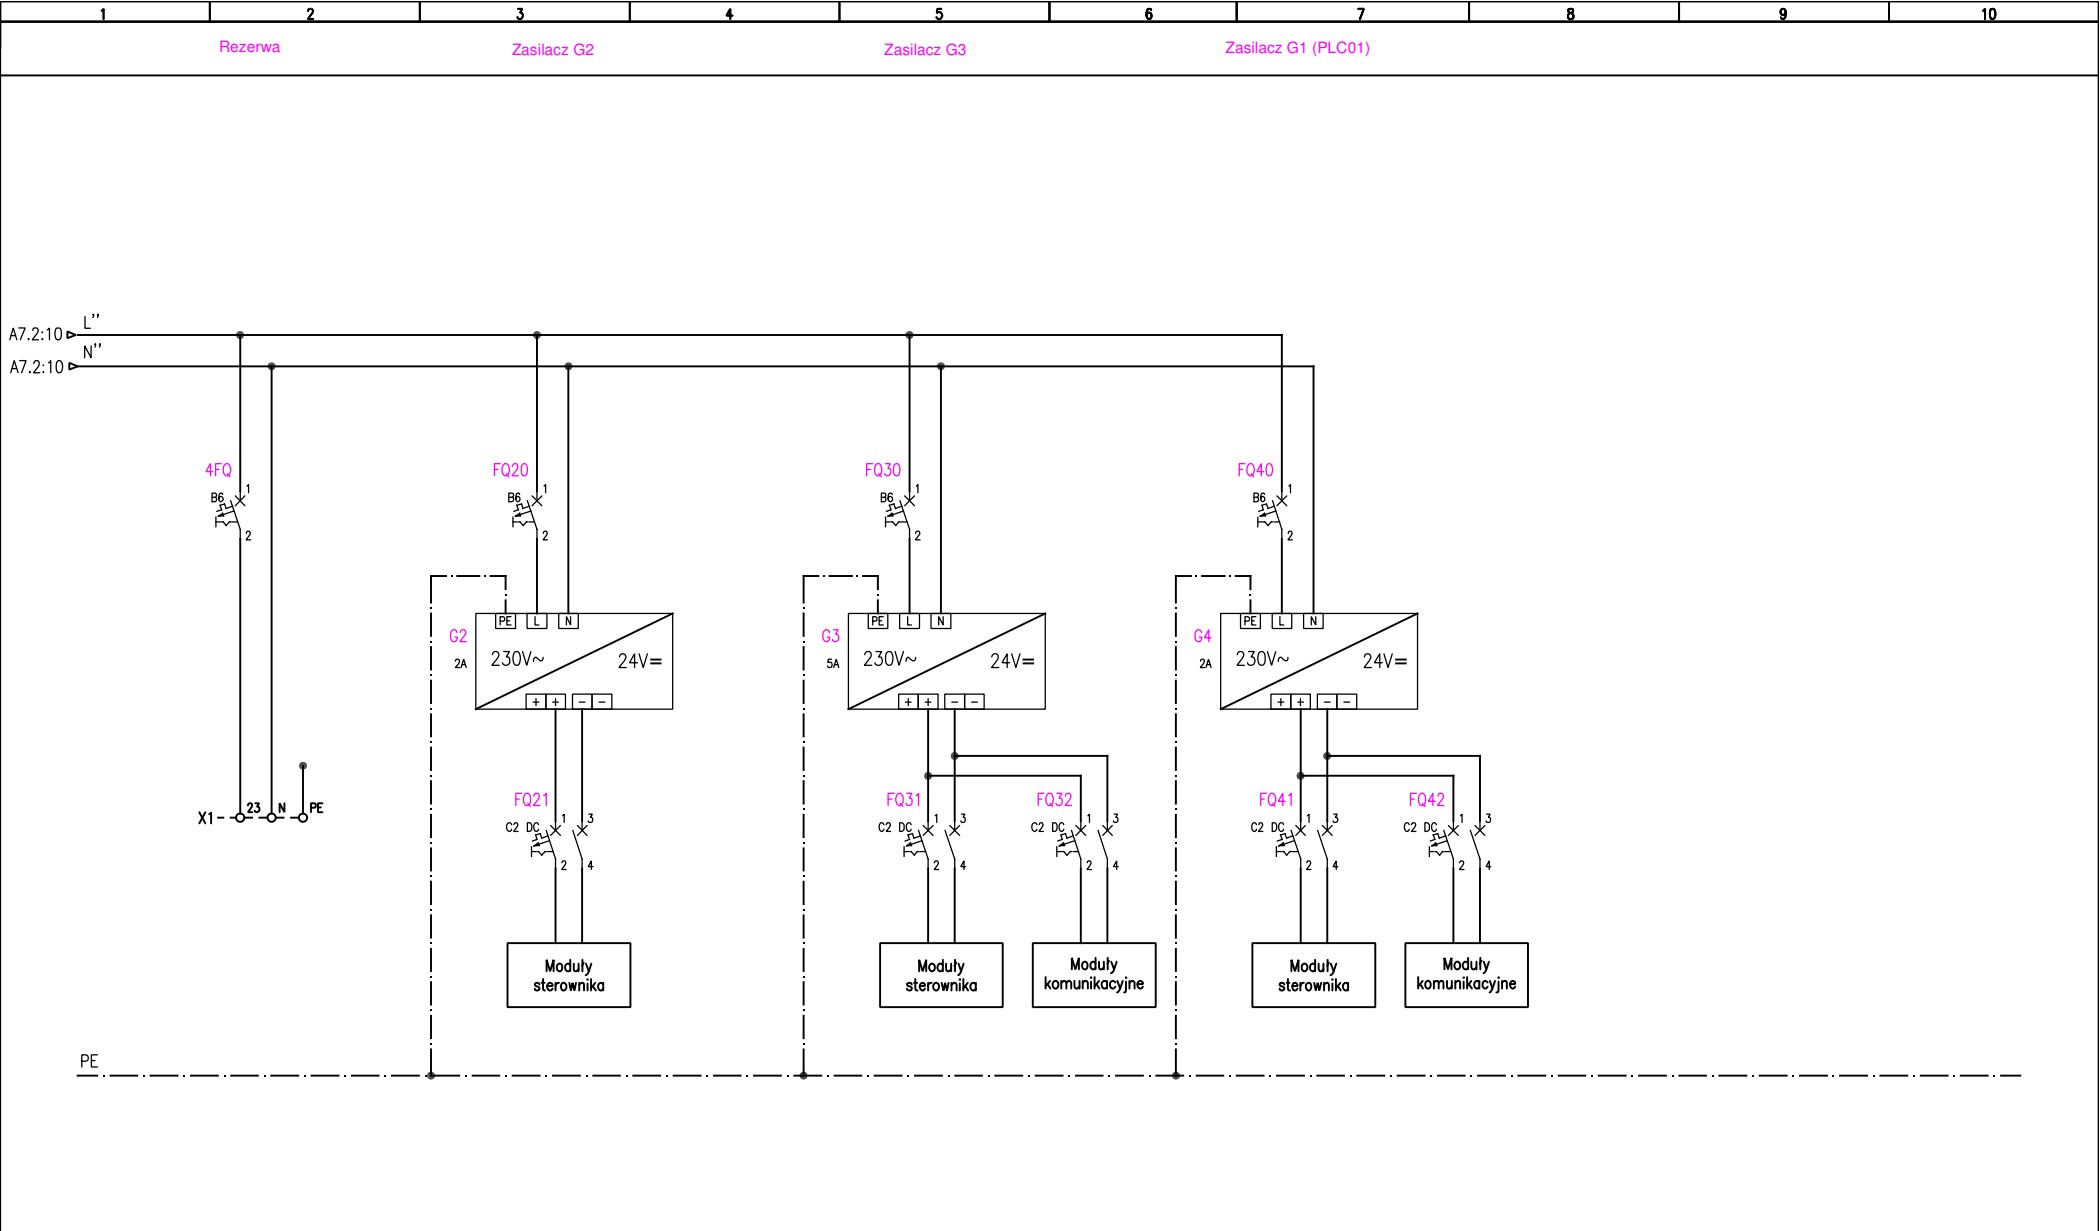 1 2 3 4 5 6 7 8 9 10
Rezerwa Zasilacz G2 Zasilacz G3 Zasilacz G1 (PLC01)
L’’
A7.2:10
N’’
A7.2:10
4FQ FQ20 FQ30 FQ40
B6 1 B6 1 B6 1 B6 1
2 2 2 2
PE L N PE L N PE L N
G2 G3 G4
2A 230V~ 24V= 5A 230V~ 24V= 2A 230V~ 24V=
+ + - - + + - - + + - -
FQ21 FQ31 FQ32 FQ41 FQ42
X1 23 N PE
C2 DC 1 3 C2 DC 1 3 C2 DC 1 3 C2 DC 1 3 C2 DC 1 3
2 4 2 4 2 4 2 4 2 4
Moduły Moduły Moduły Moduły Moduły
sterownika sterownika komunikacyjne sterownika komunikacyjne
PE